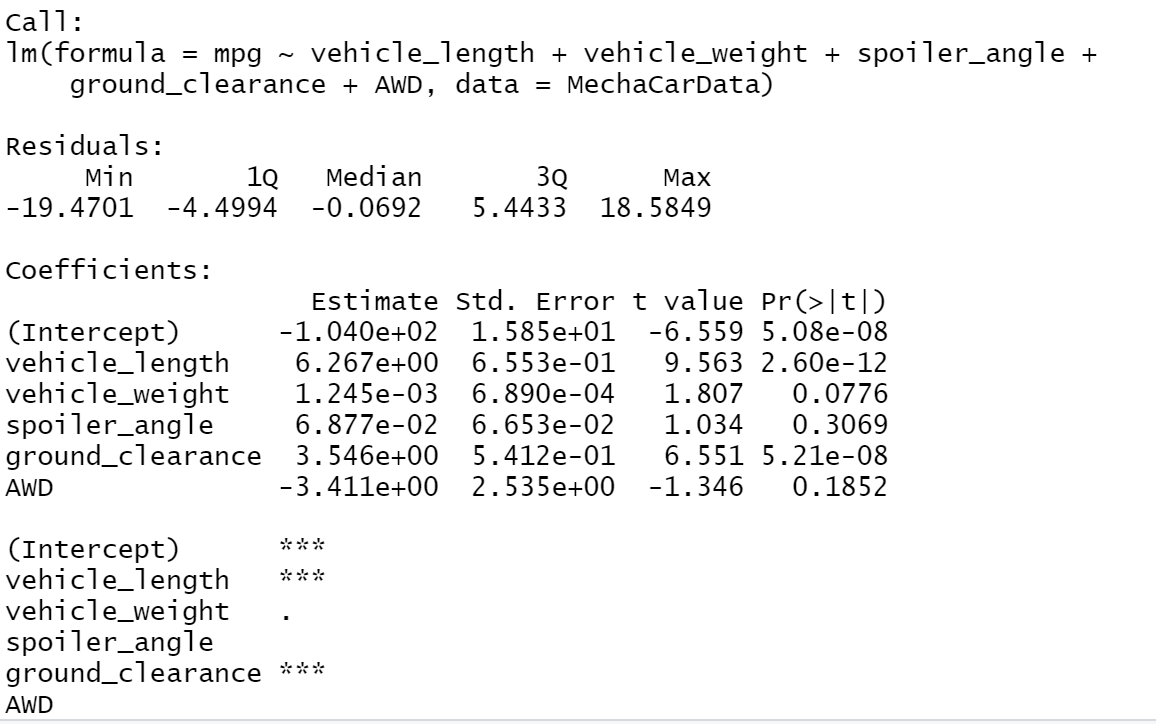 Call:
lm(formula = mpg ~ vehicle_length + vehicle_weight + spoiler_angle +
    ground_clearance + AWD, data = MechaCarData)

Residuals:
     Min       1Q   Median       3Q      Max
-19.4701  -4.4994  -0.0692   5.4433  18.5849

Coefficients:
                   Estimate Std. Error t value Pr(>|t|)
(Intercept)      -1.040e+02  1.585e+01  -6.559 5.08e-08
vehicle_length    6.267e+00  6.553e-01   9.563 2.60e-12
vehicle_weight    1.245e-03  6.890e-04   1.807   0.0776
spoiler_angle     6.877e-02  6.653e-02   1.034   0.3069
ground_clearance  3.546e+00  5.412e-01   6.551 5.21e-08
AWD              -3.411e+00  2.535e+00  -1.346   0.1852

(Intercept)      ***
vehicle_length   ***
vehicle_weight   .
spoiler_angle
ground_clearance ***
AWD